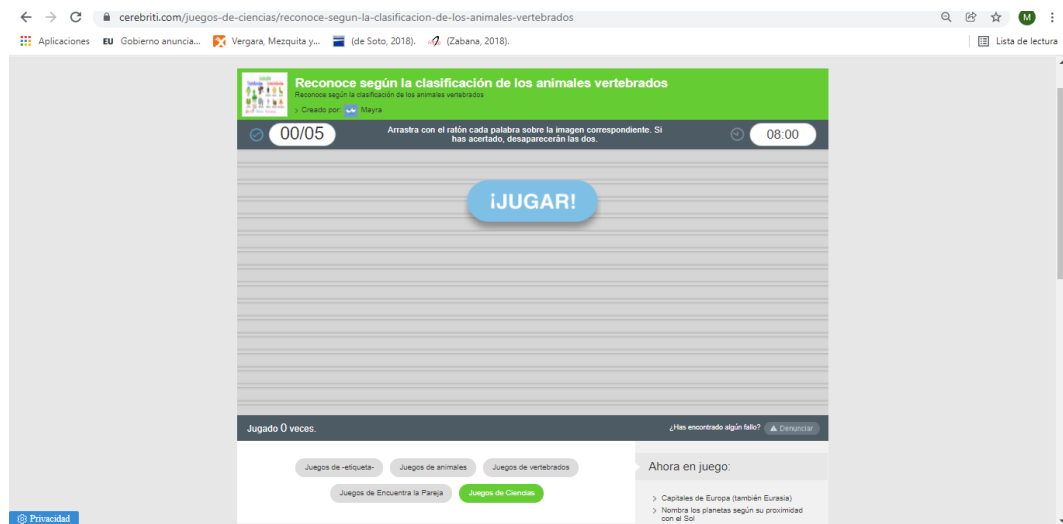 cerebriti.com/juegos-de-ciencias/reconoce-segun-la-clasificacion-de-los-animales-vertebrados
M
Aplicaciones EU Gobierno anuncia... Vergara, Mezquita y... (de Soto, 2018). (Zabana, 2018). Lista de lectura
Reconoce según la clasificación de los animales vertebrados
Reconoce según la clasificación de los animales vertebrados
> Creado por: Mayra
00/05
Arrastra con el ratón cada palabra sobre la imagen correspondiente. Si
has acertado, desaparecerán las dos.
08:00
¡JUGAR!
Jugado 0 veces.
¿Has encontrado algún fallo? Denunciar
Juegos de -etiqueta- Juegos de animales Juegos de vertebrados
Juegos de Encuentra la Pareja Juegos de Ciencias
Ahora en juego:
> Capitales de Europa (también Eurasia)
> Nombra los planetas según su proximidad
con el Sol
Privacidad